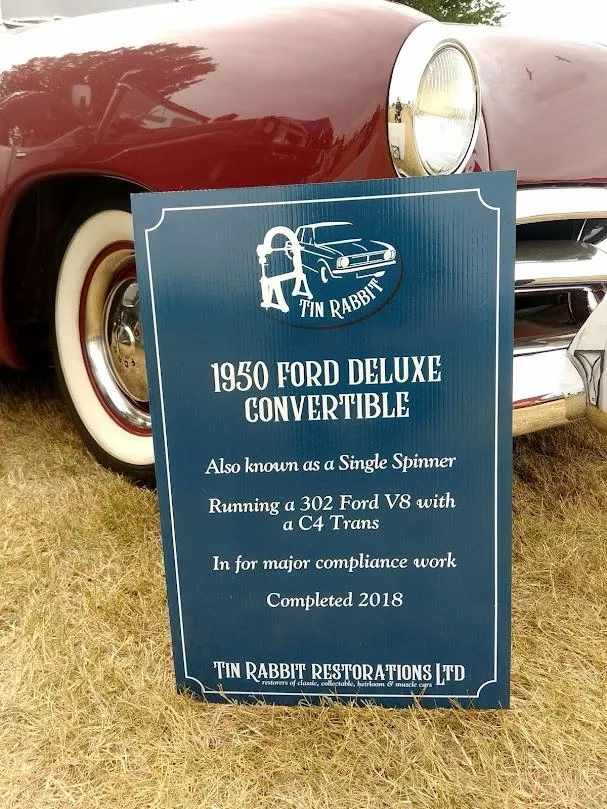 TIN RABBIT
1950 FORD DELUXE
CONVERTIBLE
Also known as a Single Spinner
Running a 302 Ford V8 with
a C4 Trans
In for major compliance work
Completed 2018
TIN RABBIT RESTORATIONS LTD
restorers of classic, collectable, heirloom & muscle cars